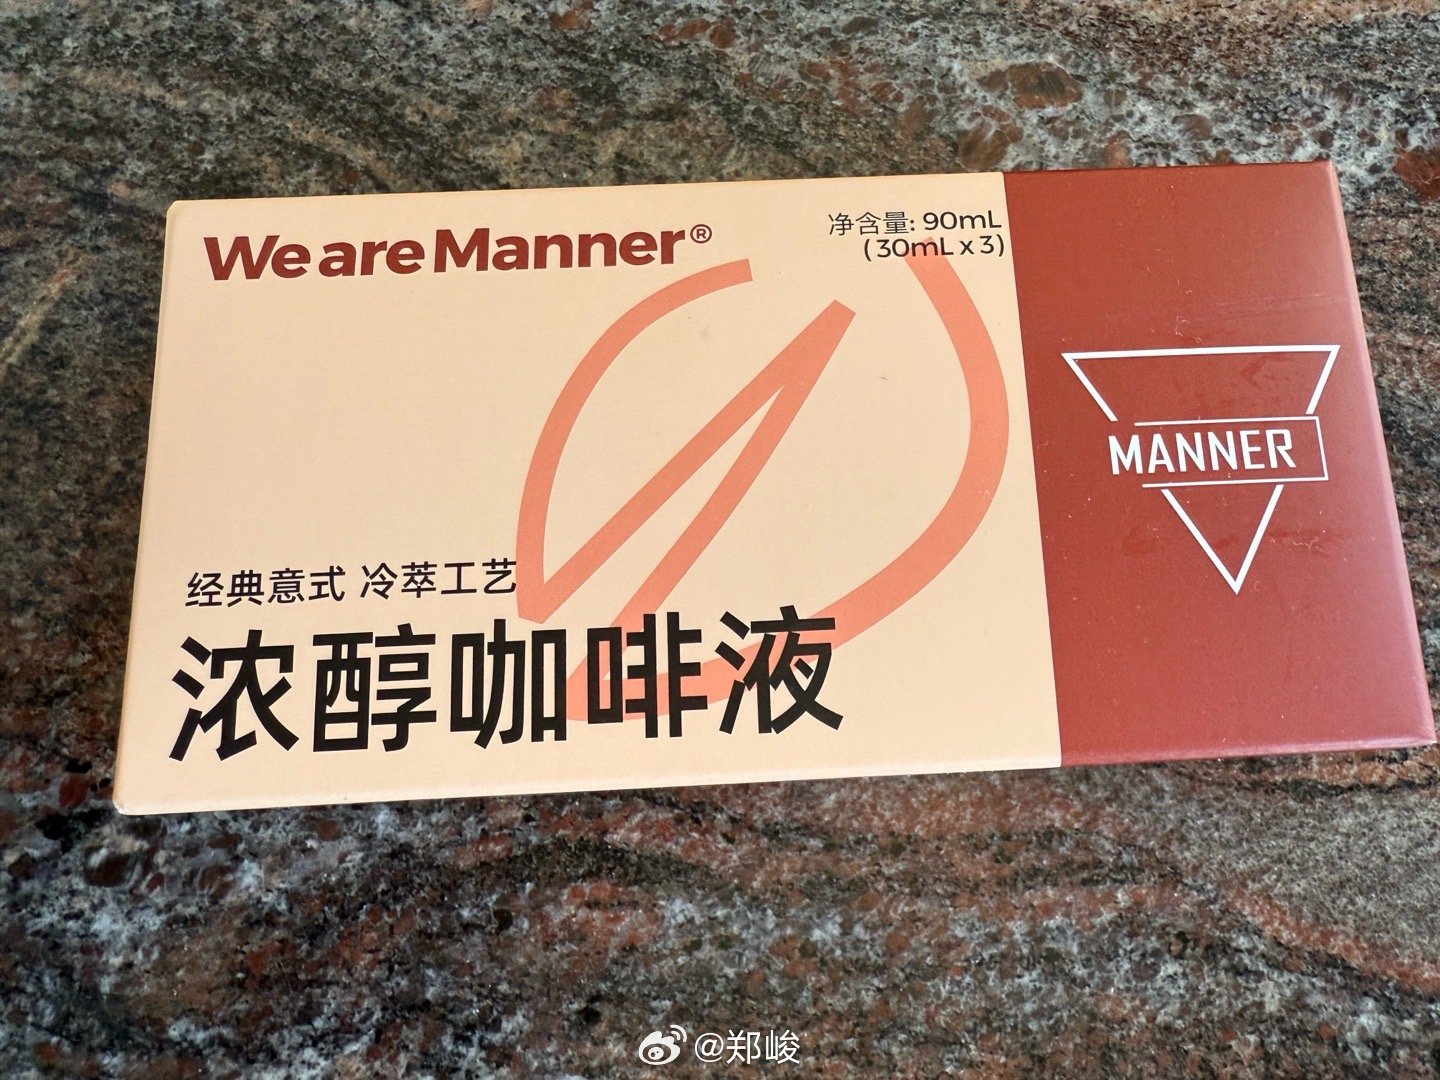 We are Manner®
净含量: 90mL
(30mL x 3)
MANNER
经典意式 冷萃工艺
浓醇咖啡液
@郑峻